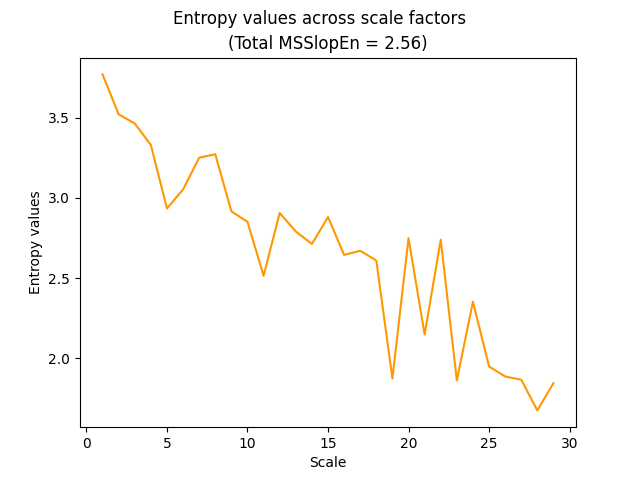 Entropy values across scale factors
(Total MSSlopEn = 2.56)
3.5
3.0
2.5
2.0
Entropy values
0 5 10 15 20 25 30
Scale